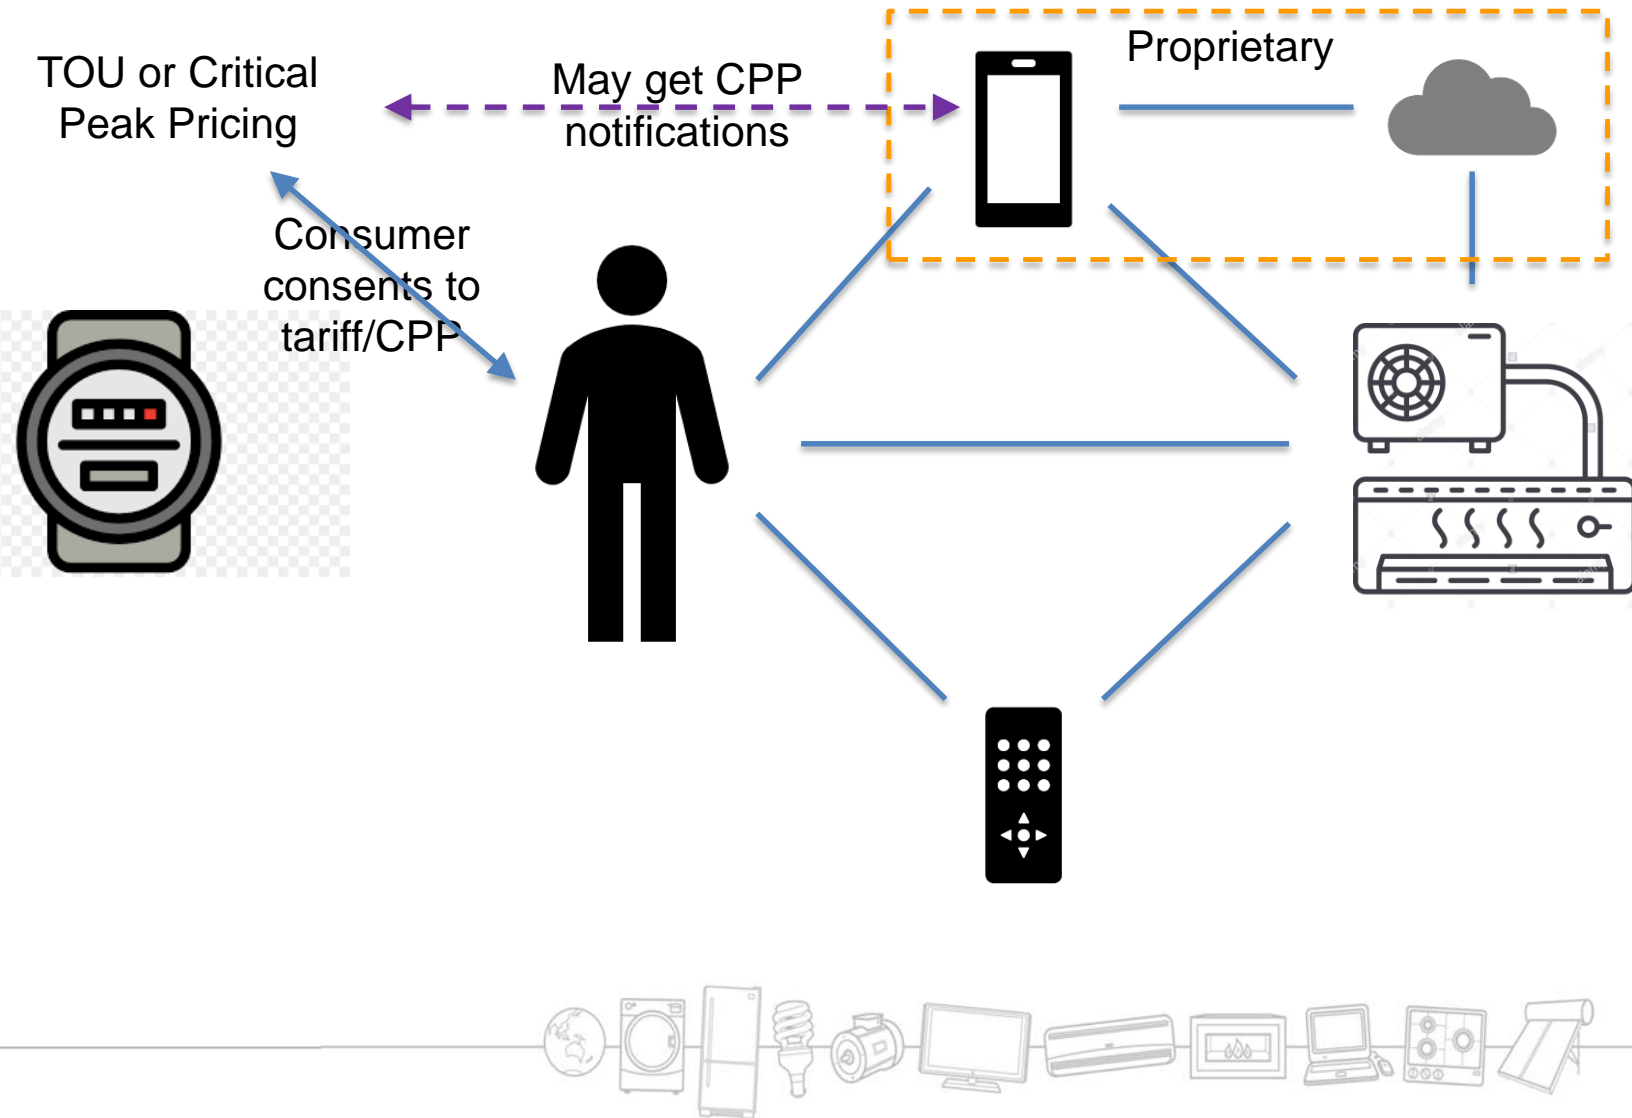 TOU or Critical
Peak Pricing
May get CPP
notifications
Proprietary
Consumer
consents to
tariff/CPP